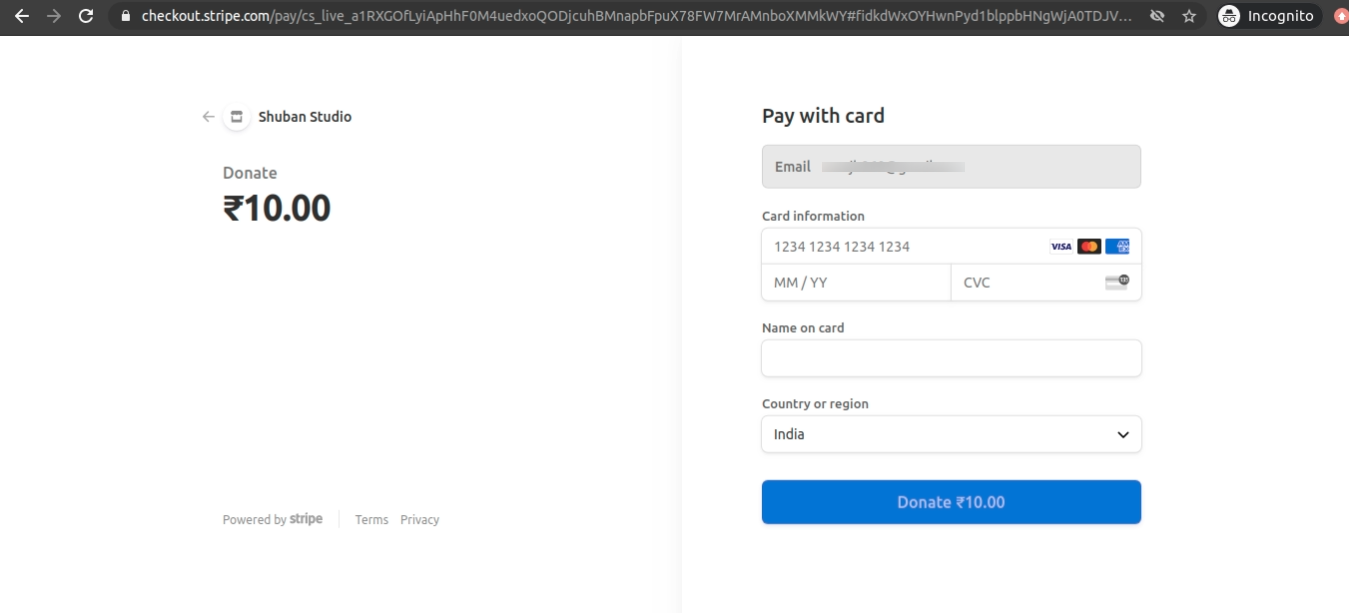 checkout.stripe.com/pay/cs_live_a1RXGOfLyiApHhF0M4uedxoQODjcuhBMnapbFpuX78FW7MrAMnboXMMkWY#fidkdWxOYHwnPyd1blppbHNgWjA0TDJV...
Incognito
Shuban Studio
Donate
₹10.00
Powered by stripe
Terms
Privacy
Pay with card
Email
Card information
1234 1234 1234 1234
VISA
MM / YY
CVC
Name on card
Country or region
India
Donate ₹10.00